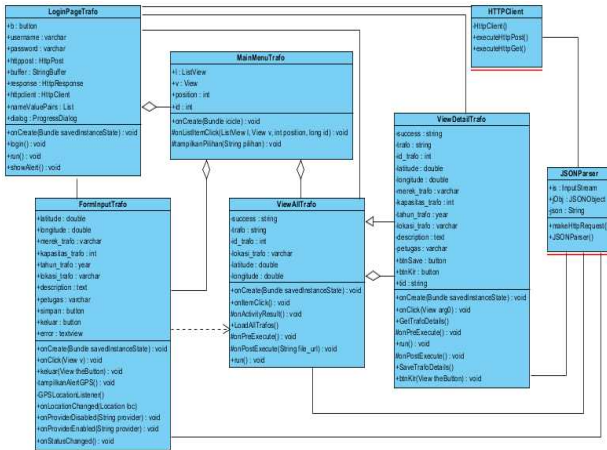 LoginPageTrafo
+b : button
+username : varchar
+password : varchar
+httppost : HttpPost
+buffer : StringBuffer
+response : HttpResponse
+httpclient : HttpClient
+nameValuePairs : List
+dialog : ProgressDialog
+onCreate(Bundle savedInstanceState) : void
+login() : void
+run() : void
+showAlert() : void
MainMenuTrafo
+l : ListView
+v : View
+position : int
+id : int
+onCreate(Bundle icicle) : void
#onListItemClick(ListView l, View v, int position, long id) : void
#tampilkanPilihan(String pilihan) : void
HTTPClient
-HttpClient()
+executeHttpPost()
+executeHttpGet()
ViewDetailTrafo
-success : string
-trafo : string
-id_trafo : int
-latitude : double
-longitude : double
-merek_trafo : varchar
-kapasitas_trafo : int
-tahun_trafo : year
-lokasi_trafo : varchar
-description : text
-petugas : varchar
+btnSave : button
+btnKlr : button
+tid : string
+onCreate(Bundle savedInstanceState) : void
+onClick(View arg0) : void
+GetTrafoDetails()
#onPreExecute() : void
+run() : void
#onPostExecute() : void
+SaveTrafoDetails()
+btnKlr(View theButton) : void
JSONParser
+is : InputStream
+jObj : JSONObject
-json : String
+makeHttpRequest()
+JSONParser()
FormInputTrafo
+latitude : double
+longitude : double
+merek_trafo : varchar
+kapasitas_trafo : int
+tahun_trafo : year
+lokasi_trafo : varchar
+description : text
+petugas : varchar
+simpan : button
+keluar : button
+error : textview
+onCreate(Bundle savedInstanceState) : void
+onClick(View v) : void
+keluar(View theButton) : void
-tampilkanAlertGPS() : void
-GPSLocationListener()
+onLocationChanged(Location loc)
+onProviderDisabled(String provider) : void
+onProviderEnabled(String provider) : void
+onStatusChanged() : void
ViewAllTrafo
-success : string
-trafo : string
-id_trafo : int
-lokasi_trafo : varchar
-latitude : double
-longitude : double
+onCreate(Bundle savedInstanceState) : void
+onItemClick() : void
#onActivityResult() : void
+LoadAllTrafos()
#onPreExecute() : void
#onPostExecute(String file_url) : void
+run() : void